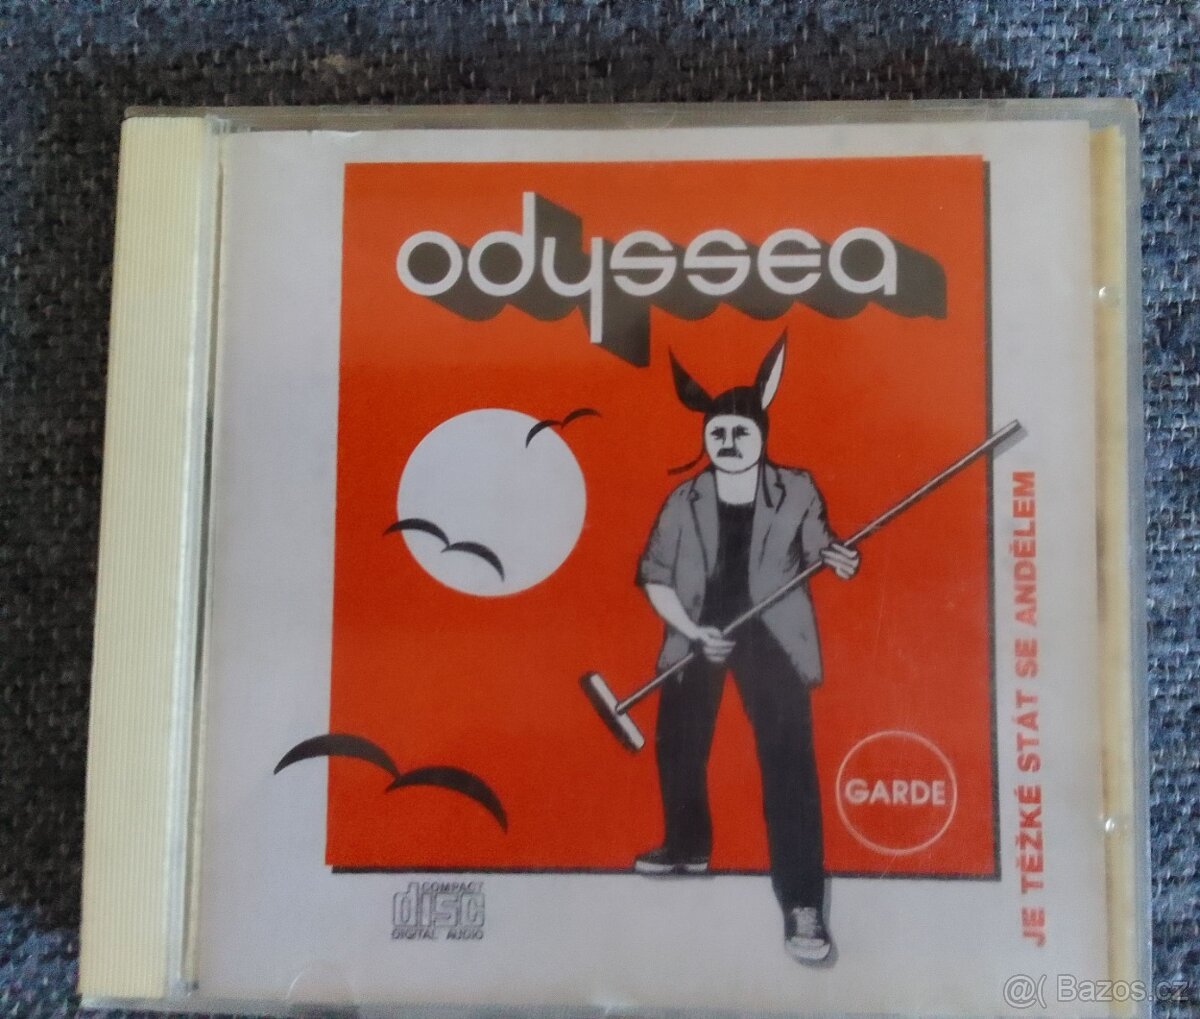 odyssea
GARDE
JE TĚŽKÉ STÁT SE ANDĚLEM
COMPACT
disc
DIGITAL AUDIO
@( Bazos.cz